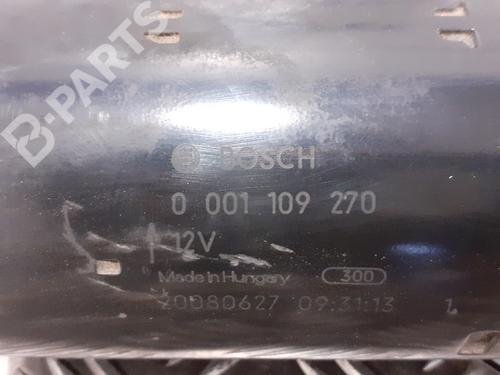 B-PARTS
BOSCH
0 001 109 270
12V
Made in Hungary 300
20080627 09:31:13